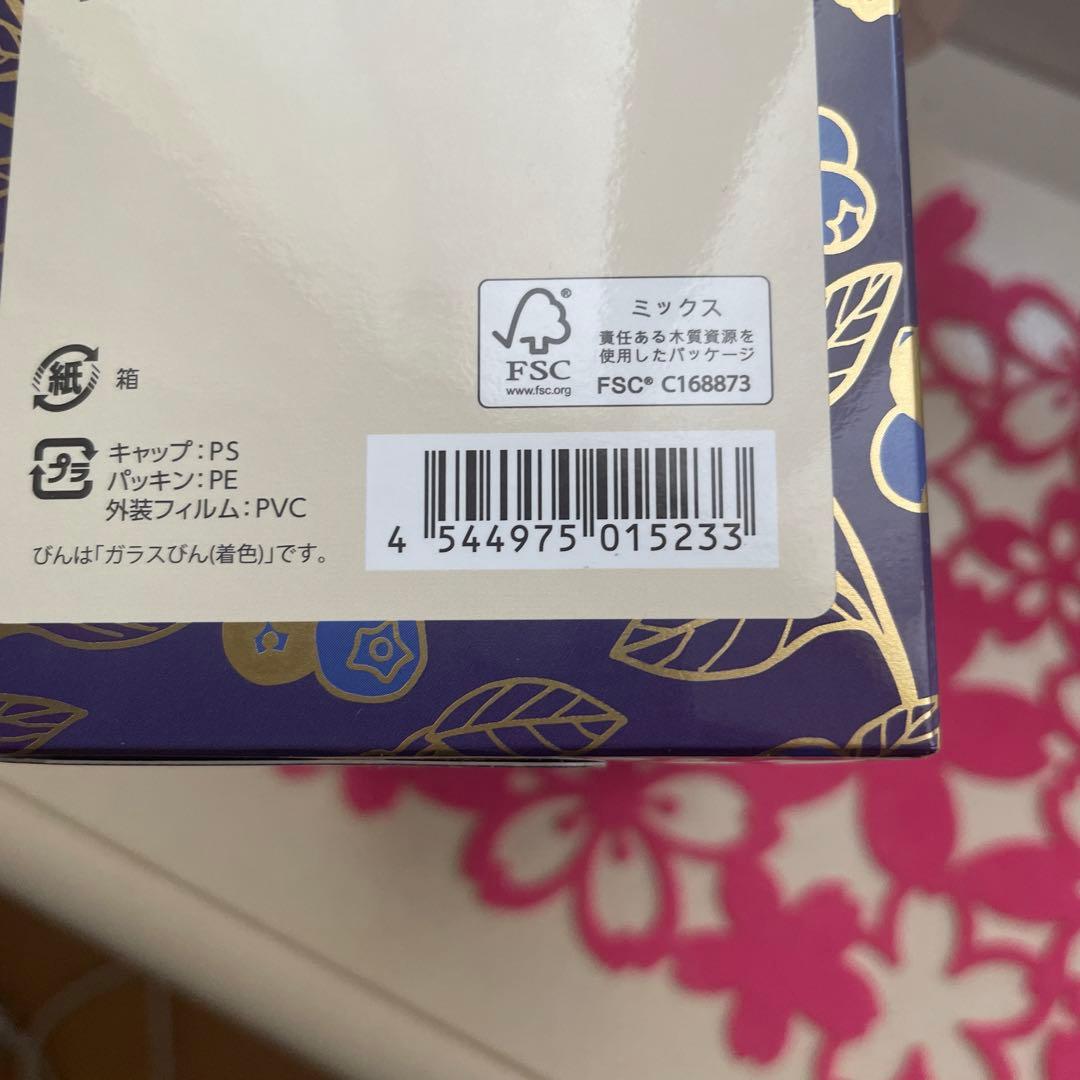 FSC®
www.fsc.org
ミックス
責任ある木質資源を
使用したパッケージ
FSC® C168873
紙 箱
プラ
キャップ：PS
パッキン：PE
外装フィルム：PVC
びんは「ガラスびん(着色)」です。
4 544975 015233